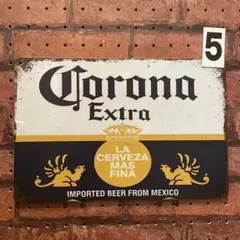 5
Corona
Extra
LA
CERVEZA
MAS
FINA
IMPORTED BEER FROM MEXICO